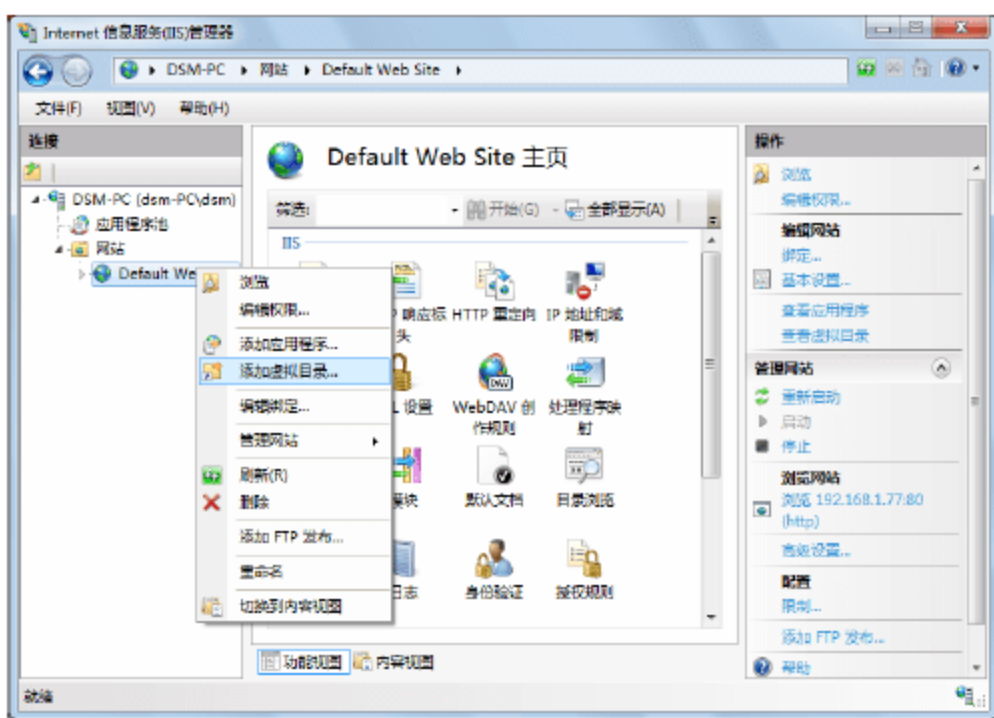 Internet 信息服务(IIS)管理器
DSM-PC 网站 Default Web Site
文件(F) 视图(V) 帮助(H)
连接
DSM-PC (dsm-PC\dsm)
应用程序池
网站
Default We
浏览
编辑权限...
添加应用程序...
添加虚拟目录...
编辑绑定...
管理网站
刷新(R)
删除
添加 FTP 发布...
重命名
切换到内容视图
Default Web Site 主页
筛选: 开始(G) 全部显示(A)
IIS
响应标 HTTP 重定向 IP 地址和域
头 限制
L 设置 WebDAV 创 处理程序映
作规则 射
模块 默认文档 目录浏览
日志 身份验证 授权规则
功能视图 内容视图
操作
浏览
编辑权限...
编辑网站
绑定...
基本设置...
查看应用程序
查看虚拟目录
管理网站
重新启动
启动
停止
浏览网站
浏览 192.168.1.77:80
(http)
高级设置...
配置
限制...
添加 FTP 发布...
帮助
就绪